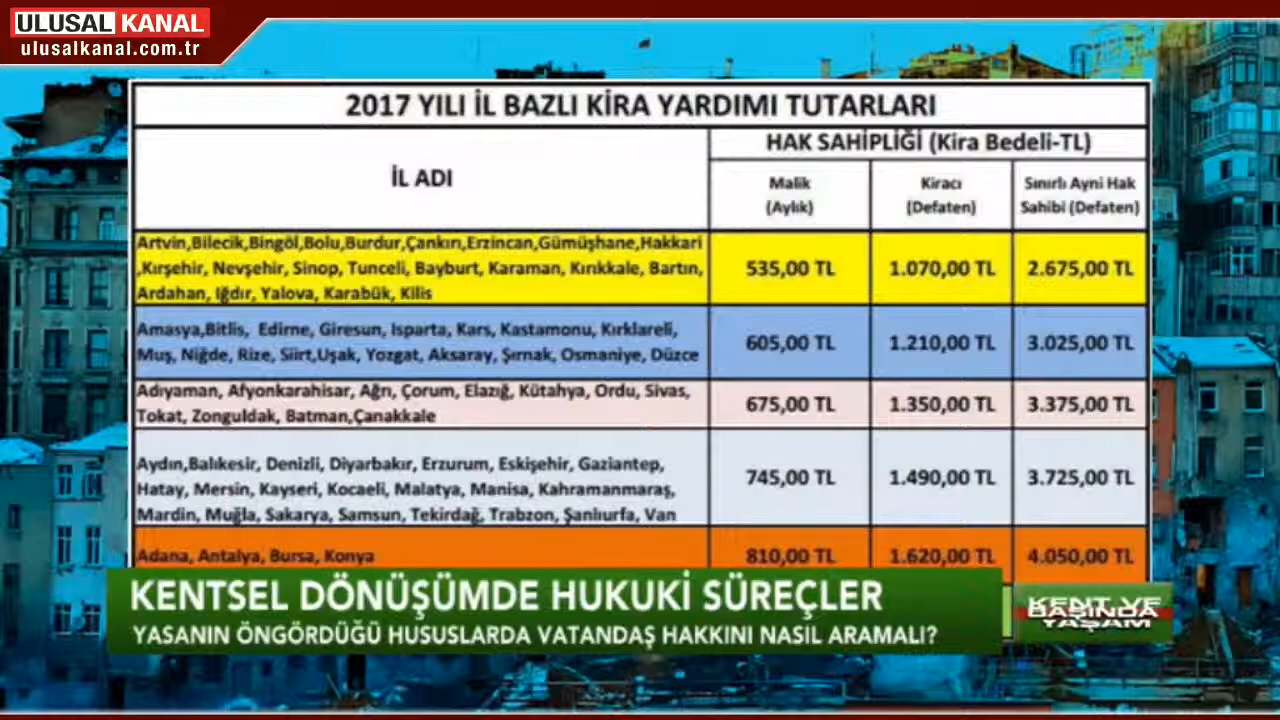 ULUSAL KANAL
ulusalkanal.com.tr
2017 YILI İL BAZLI KİRA YARDIMI TUTARLARI
İL ADI
HAK SAHİPLİĞİ (Kira Bedeli-TL)
Malik
(Aylık)
Kiracı
(Defaten)
Sınırlı Ayni Hak
Sahibi (Defaten)
Artvin,Bilecik,Bingöl,Bolu,Burdur,Çankırı,Erzincan,Gümüşhane,Hakkari
,Kırşehir, Nevşehir, Sinop, Tunceli, Bayburt, Karaman, Kırıkkale, Bartın,
Ardahan, Iğdır, Yalova, Karabük, Kilis
535,00 TL
1.070,00 TL
2.675,00 TL
Amasya,Bitlis, Edirne, Giresun, Isparta, Kars, Kastamonu, Kırklareli,
Muş, Niğde, Rize, Siirt,Uşak, Yozgat, Aksaray, Şırnak, Osmaniye, Düzce
605,00 TL
1.210,00 TL
3.025,00 TL
Adıyaman, Afyonkarahisar, Ağrı, Çorum, Elazığ, Kütahya, Ordu, Sivas,
Tokat, Zonguldak, Batman,Çanakkale
675,00 TL
1.350,00 TL
3.375,00 TL
Aydın,Balıkesir, Denizli, Diyarbakır, Erzurum, Eskişehir, Gaziantep,
Hatay, Mersin, Kayseri, Kocaeli, Malatya, Manisa, Kahramanmaraş,
Mardin, Muğla, Sakarya, Samsun, Tekirdağ, Trabzon, Şanlıurfa, Van
745,00 TL
1.490,00 TL
3.725,00 TL
Adana, Antalya, Bursa, Konya
810,00 TL
1.620,00 TL
4.050,00 TL
KENTSEL DÖNÜŞÜMDE HUKUKİ SÜREÇLER
YASANIN ÖNGÖRDÜĞÜ HUSUSLARDA VATANDAŞ HAKKINI NASIL ARAMALI?
KENT VE
YAŞAM